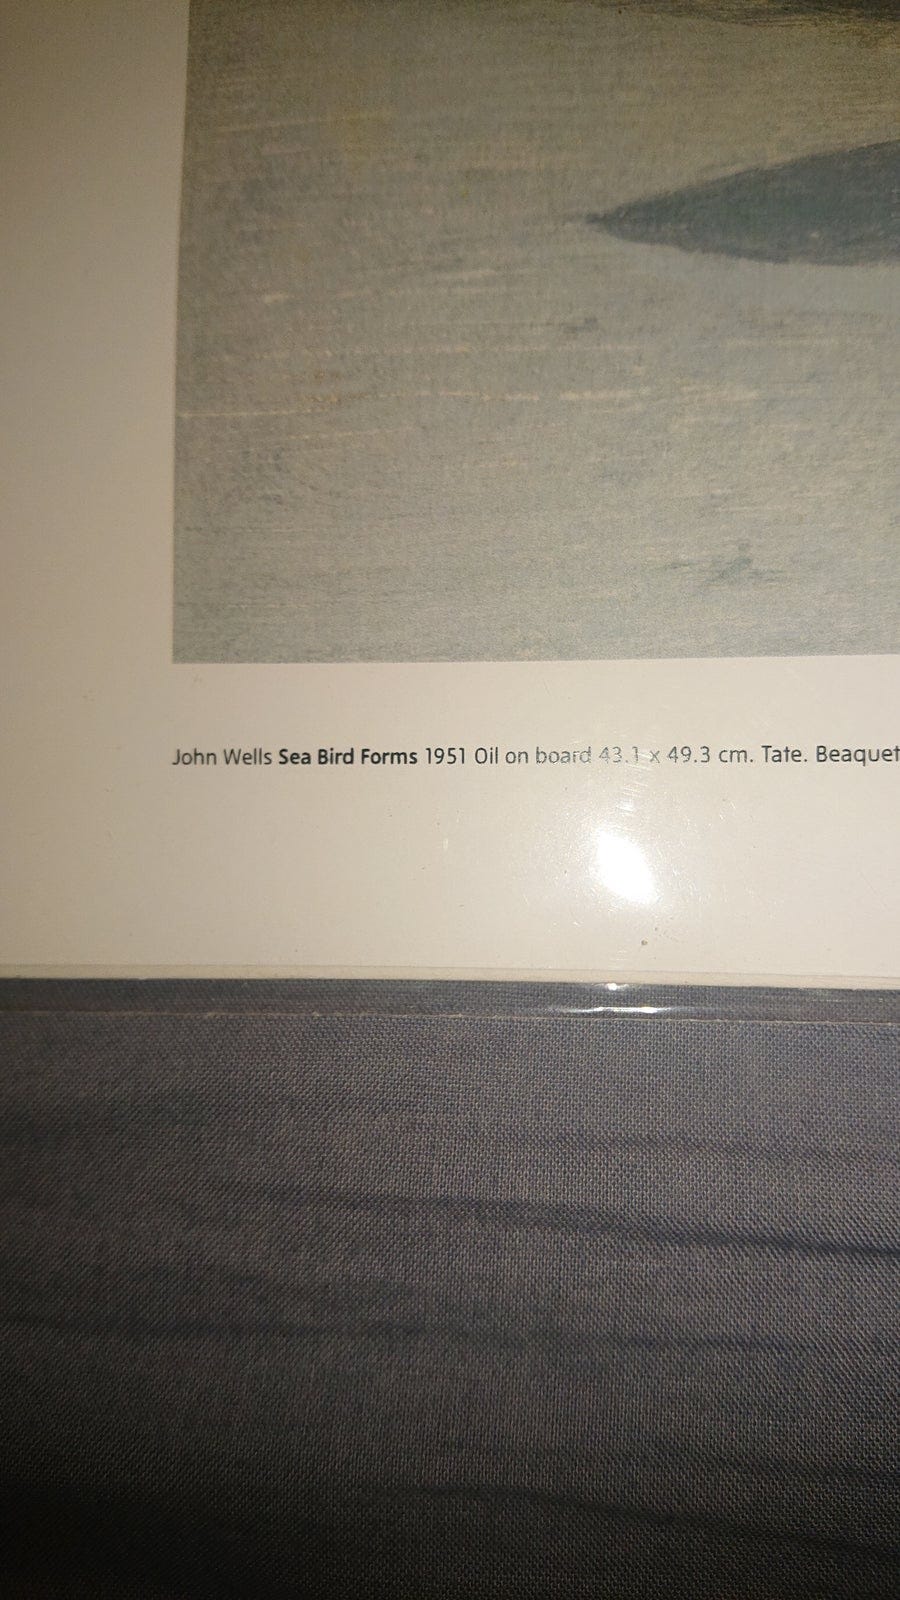 John Wells Sea Bird Forms 1951 Oil on board 43.1 x 49.3 cm. Tate. Beaquet